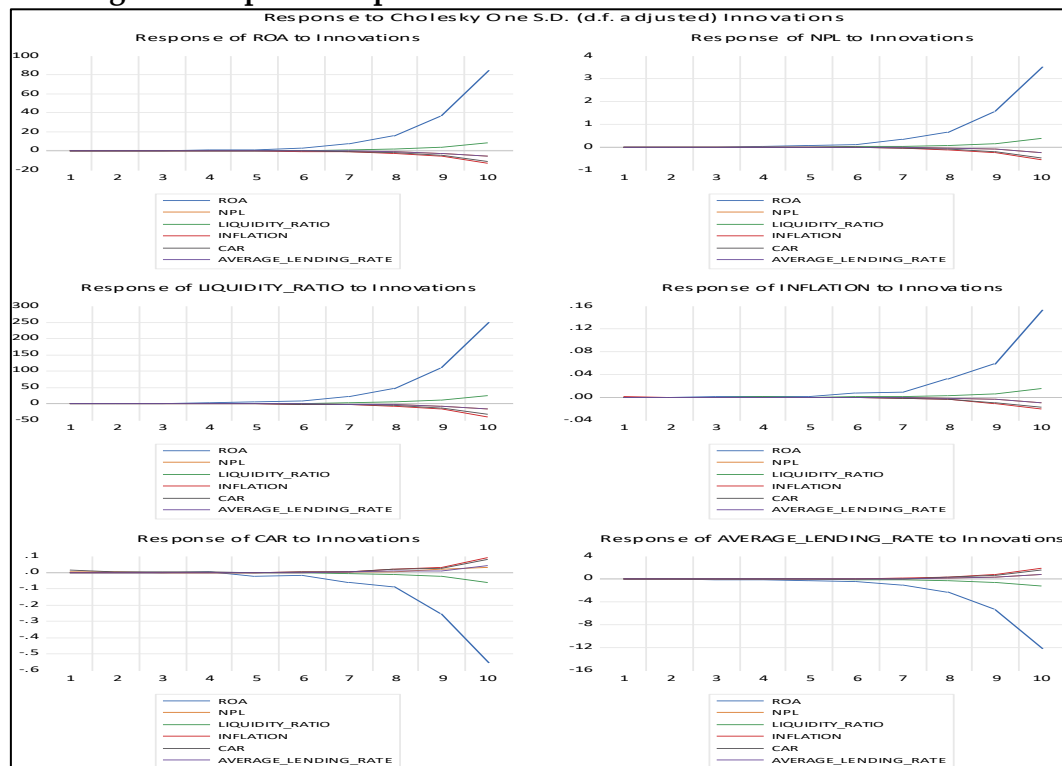 Response to Cholesky One S.D. (d.f. adjusted) Innovations
Response of ROA to Innovations
100
80
60
40
20
0
-20
1 2 3 4 5 6 7 8 9 10
ROA
NPL
LIQUIDITY_RATIO
INFLATION
CAR
AVERAGE_LENDING_RATE
Response of NPL to Innovations
4
3
2
1
0
-1
1 2 3 4 5 6 7 8 9 10
ROA
NPL
LIQUIDITY_RATIO
INFLATION
CAR
AVERAGE_LENDING_RATE
Response of LIQUIDITY_RATIO to Innovations
300
250
200
150
100
50
0
-50
1 2 3 4 5 6 7 8 9 10
ROA
NPL
LIQUIDITY_RATIO
INFLATION
CAR
AVERAGE_LENDING_RATE
Response of INFLATION to Innovations
.16
.12
.08
.04
.00
-.04
1 2 3 4 5 6 7 8 9 10
ROA
NPL
LIQUIDITY_RATIO
INFLATION
CAR
AVERAGE_LENDING_RATE
Response of CAR to Innovations
.1
.0
-.1
-.2
-.3
-.4
-.5
-.6
1 2 3 4 5 6 7 8 9 10
ROA
NPL
LIQUIDITY_RATIO
INFLATION
CAR
AVERAGE_LENDING_RATE
Response of AVERAGE_LENDING_RATE to Innovations
4
0
-4
-8
-12
-16
1 2 3 4 5 6 7 8 9 10
ROA
NPL
LIQUIDITY_RATIO
INFLATION
CAR
AVERAGE_LENDING_RATE